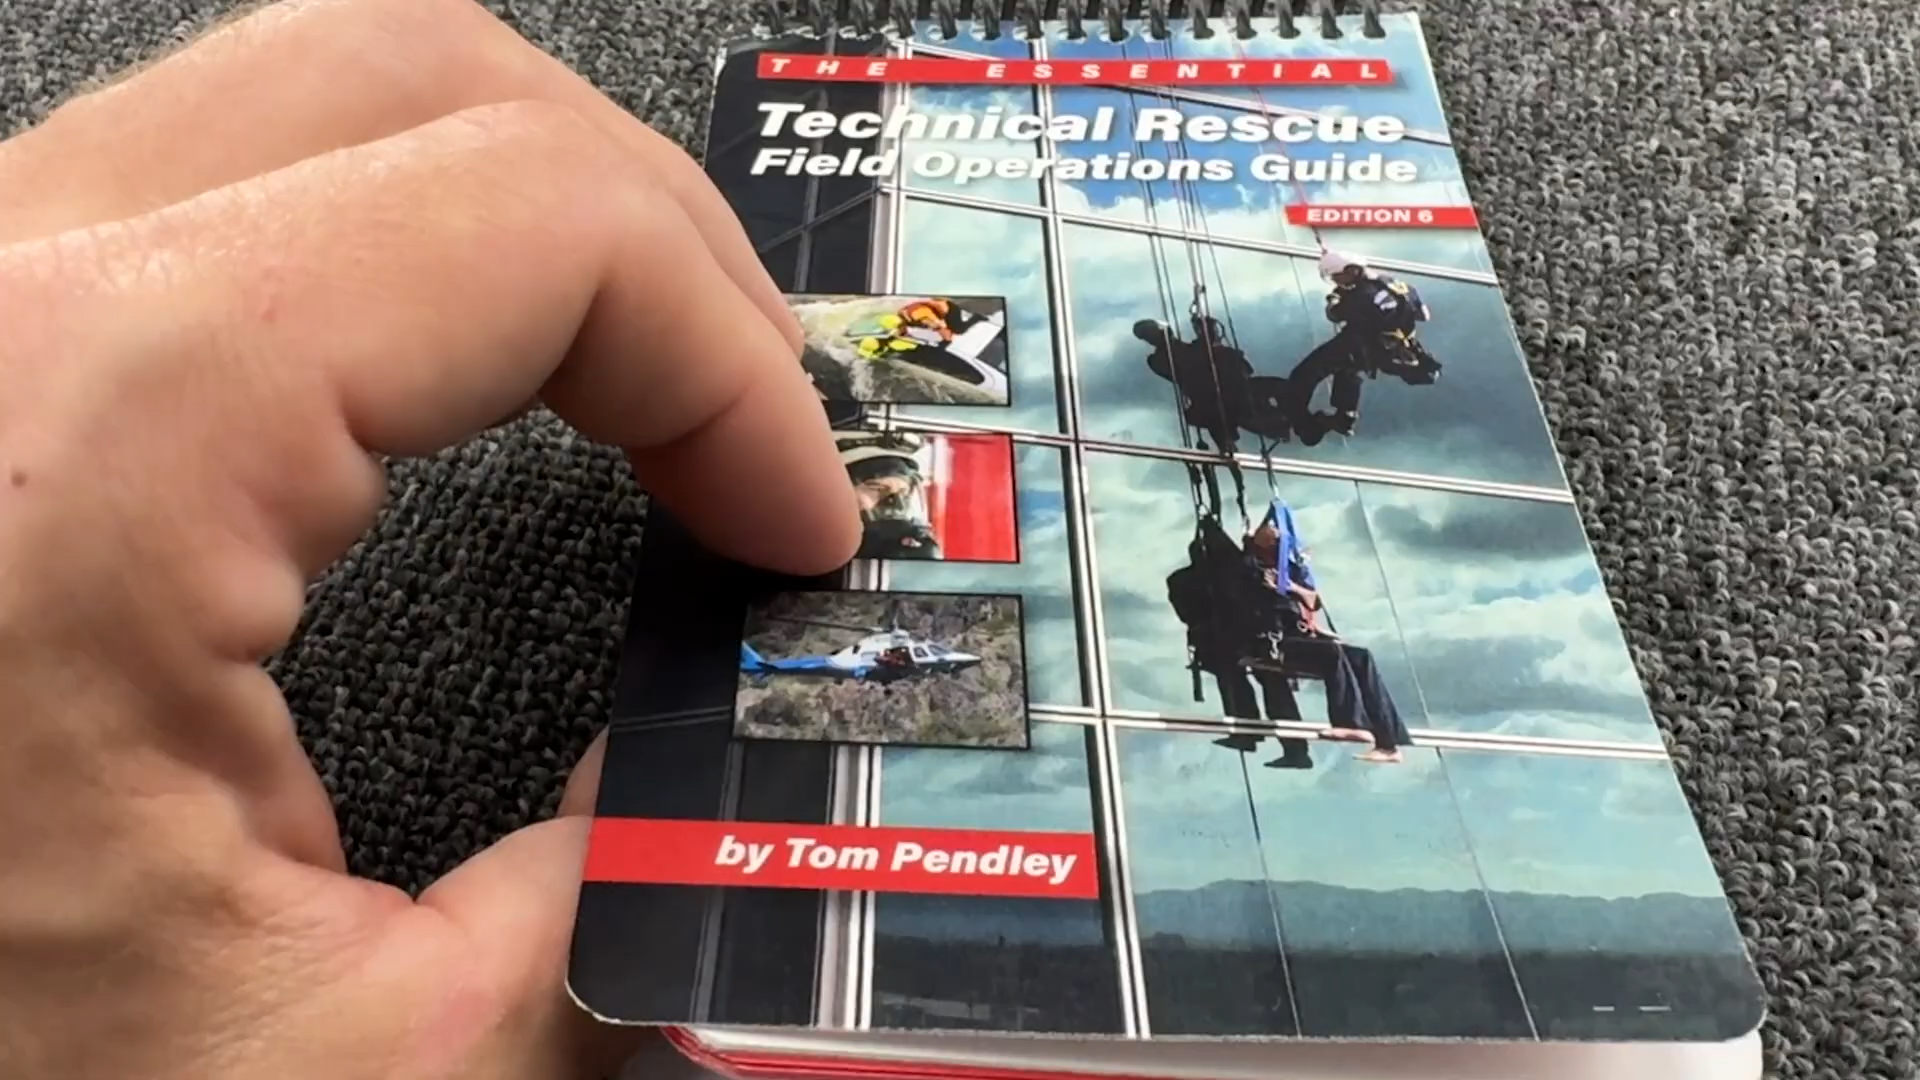 THE ESSENTIAL
Technical Rescue
Field Operations Guide
EDITION 6
by Tom Pendley